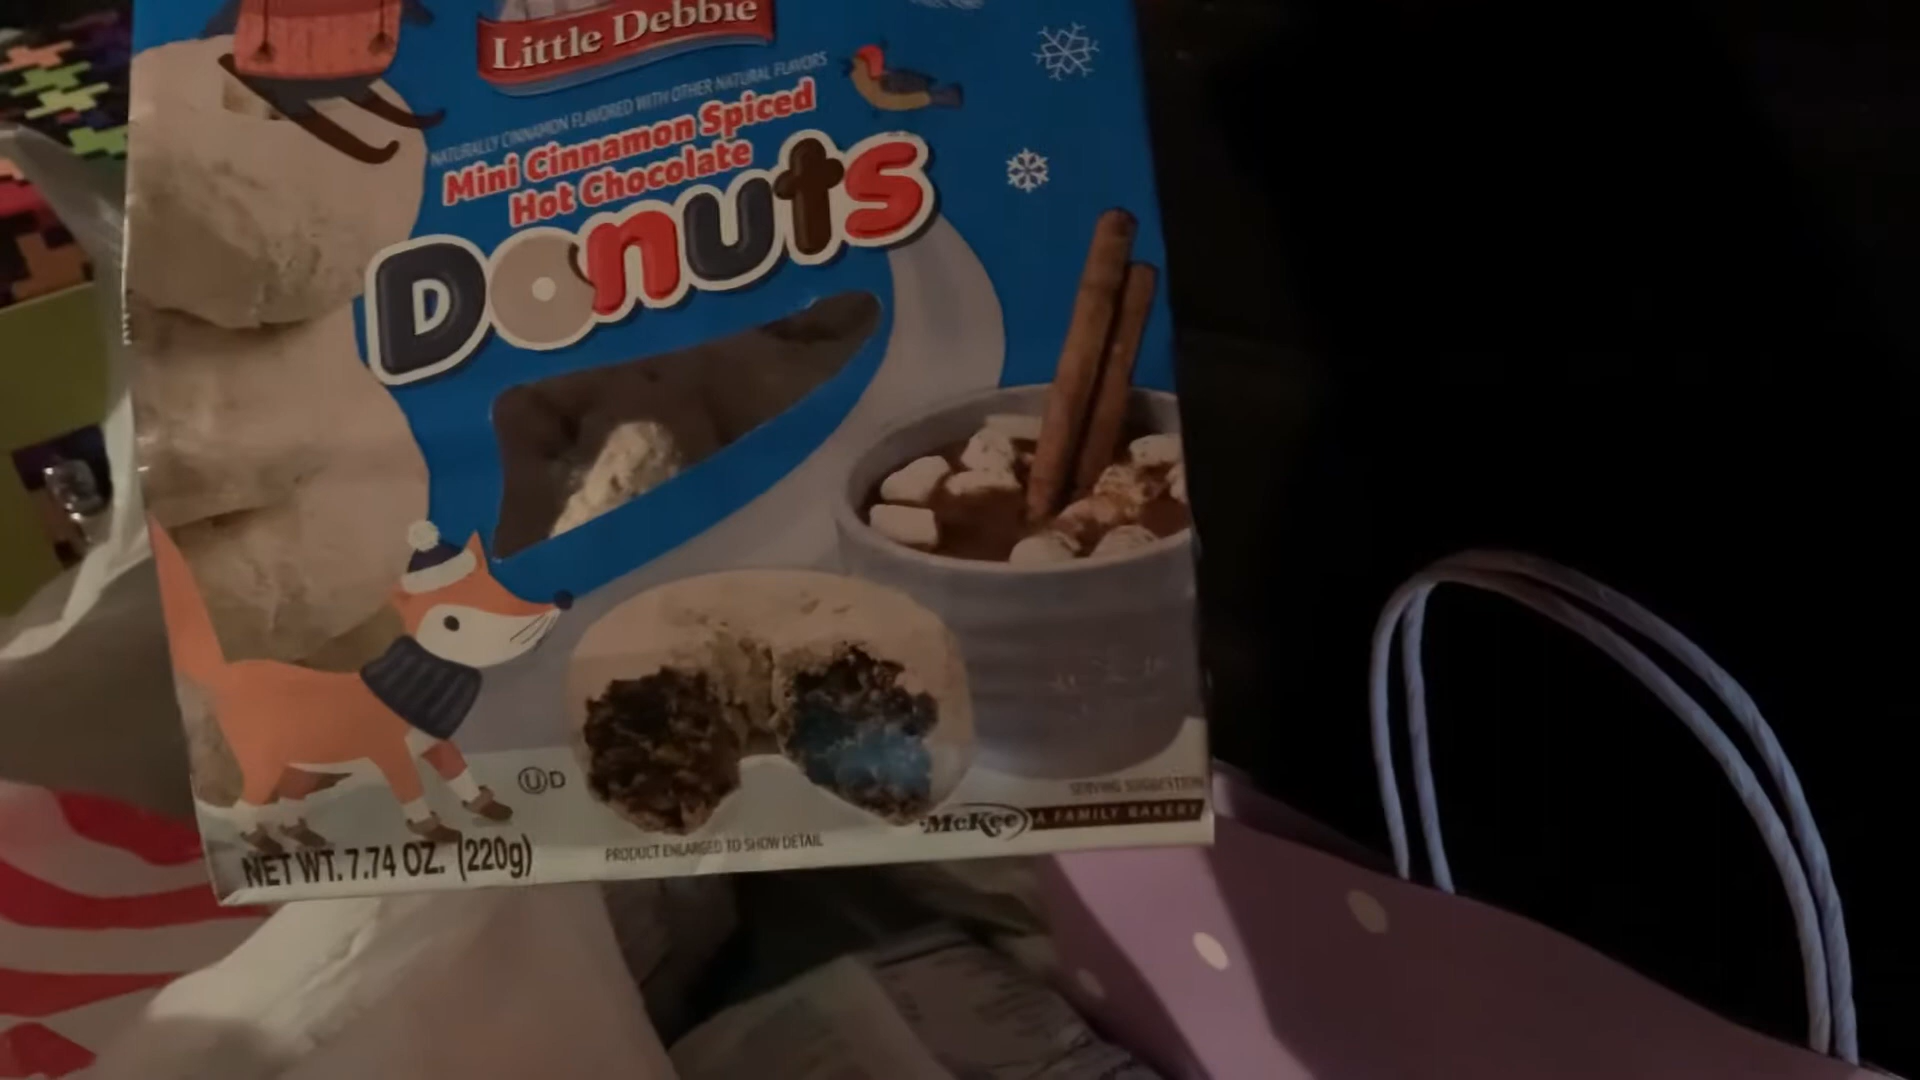 Little Debbie
NATURALLY CINNAMON FLAVORED WITH OTHER NATURAL FLAVORS
Mini Cinnamon Spiced
Hot Chocolate
Donuts
UD
SERVING SUGGESTION
McKee A FAMILY BAKERY
PRODUCT ENLARGED TO SHOW DETAIL
NET WT. 7.74 OZ. (220g)